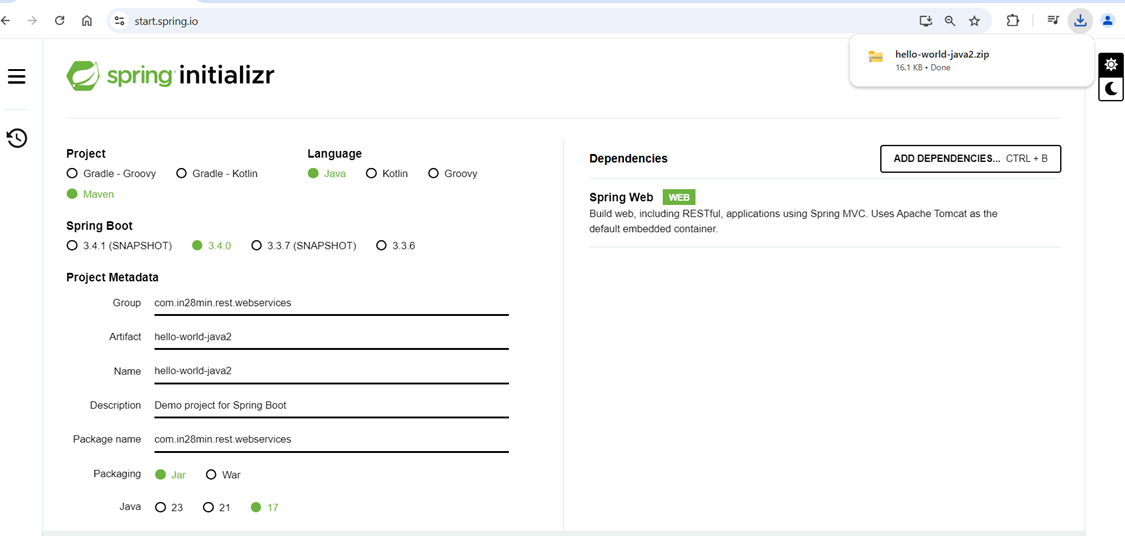 start.spring.io
hello-world-java2.zip
16.1 KB • Done
spring initializr
Project
Gradle - Groovy
Gradle - Kotlin
Maven
Language
Java
Kotlin
Groovy
Spring Boot
3.4.1 (SNAPSHOT)
3.4.0
3.3.7 (SNAPSHOT)
3.3.6
Project Metadata
Group
com.in28min.rest.webservices
Artifact
hello-world-java2
Name
hello-world-java2
Description
Demo project for Spring Boot
Package name
com.in28min.rest.webservices
Packaging
Jar
War
Java
23
21
17
Dependencies
ADD DEPENDENCIES... CTRL + B
Spring Web WEB
Build web, including RESTful, applications using Spring MVC. Uses Apache Tomcat as the
default embedded container.